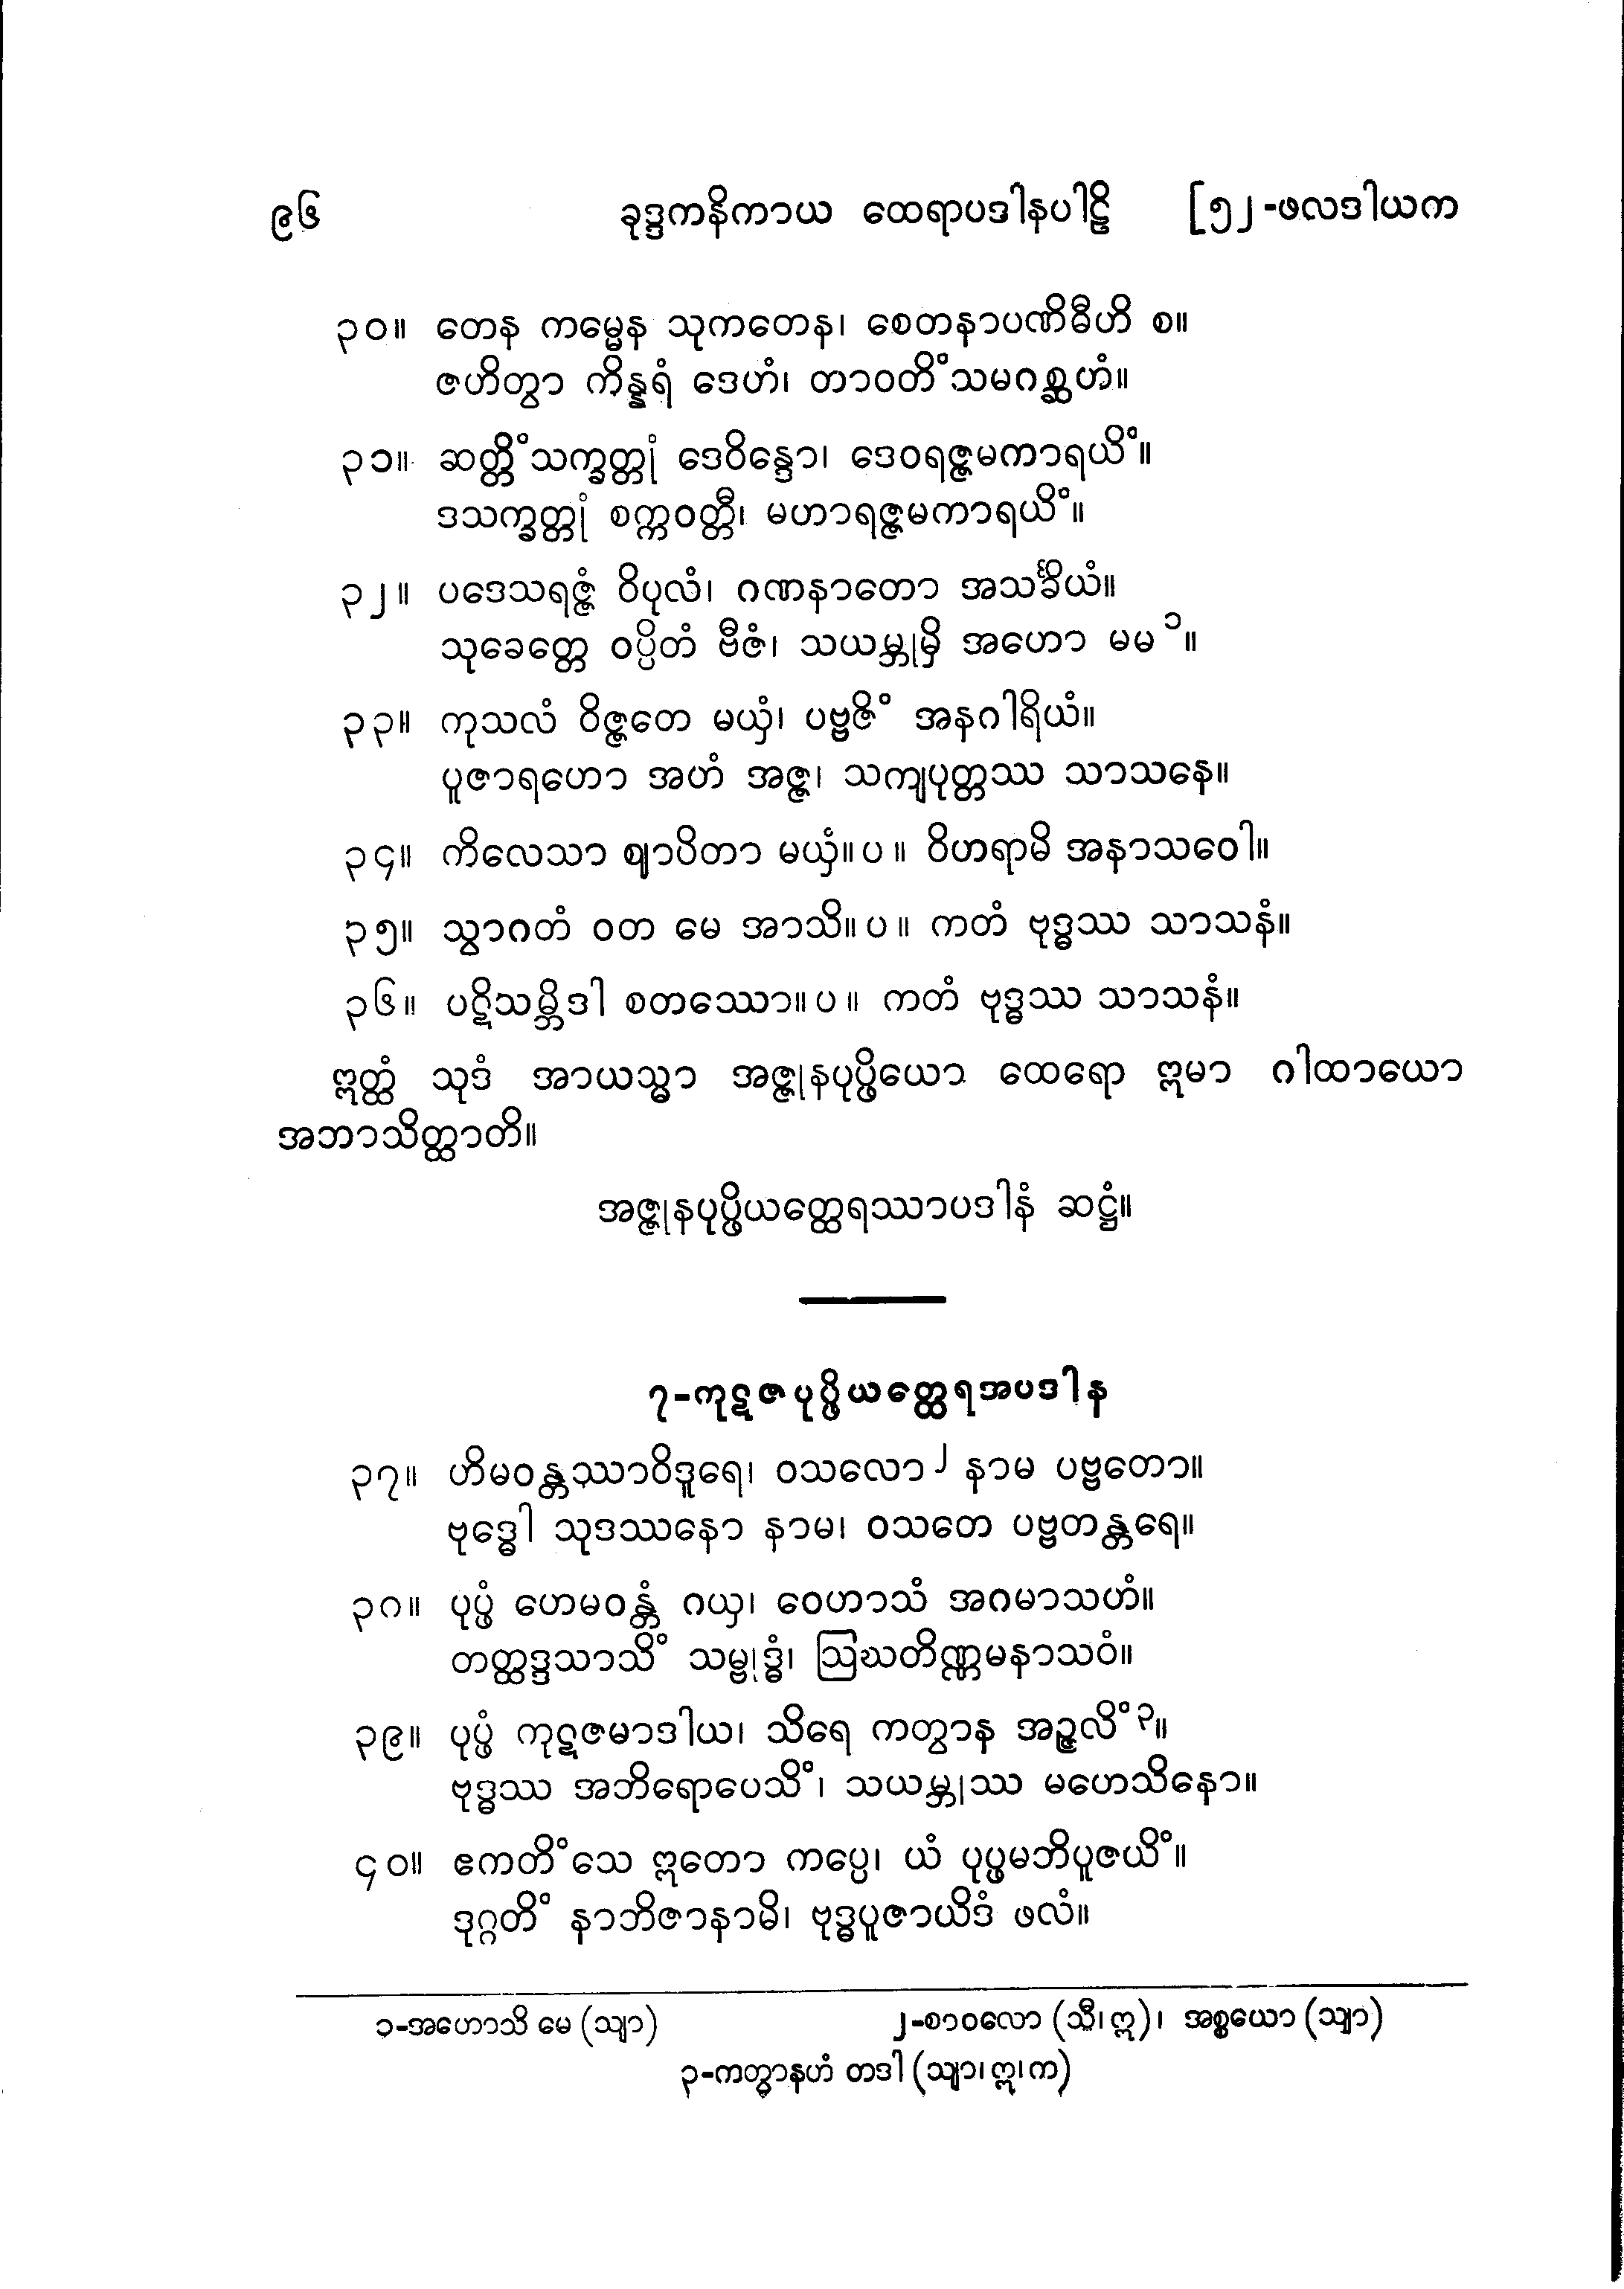 ၉၆ ခုဒ္ဒကနိကာယ ထေရာပဒါနပါဠိ [၅၂-ဖလဒါယက
၃၀။ တေန ကမ္မေန သုကတေန၊ စေတနာပဏိဓီဟိ စ။
ဇဟိတွာ ကိန္နရံ ဒေဟံ၊ တာဝတိံသမဂစ္ဆဟံ။
၃၁။ ဆတ္တိံသက္ခတ္တုံ ဒေဝိန္ဒော၊ ဒေဝရဇ္ဇမကာရယိံ။
ဒသက္ခတ္တုံ စက္ကဝတ္တီ၊ မဟာရဇ္ဇမကာရယိံ။
၃၂။ ပဒေသရဇ္ဇံ ဝိပုလံ၊ ဂဏနာတော အသင်္ခိယံ။
သုခေတ္တေ ဝပ္ပိတံ ဗီဇံ၊ သယမ္ဘုမှိ အဟော မမ ၁။
၃၃။ ကုသလံ ဝိဇ္ဇတေ မယှံ၊ ပဗ္ဗဇိံ အနဂါရိယံ။
ပူဇာရဟော အဟံ အဇ္ဇ၊ သကျပုတ္တဿ သာသနေ။
၃၄။ ကိလေသာ ဈာပိတာ မယှံ။ပ။ ဝိဟရာမိ အနာသဝေါ။
၃၅။ သွာဂတံ ဝတ မေ အာသိ။ပ။ ကတံ ဗုဒ္ဓဿ သာသနံ။
၃၆။ ပဋိသမ္ဘိဒါ စတဿော။ပ။ ကတံ ဗုဒ္ဓဿ သာသနံ။
ဣတ္ထံ သုဒံ အာယသ္မာ အဇ္ဇုနပုပ္ဖိယော ထေရော ဣမာ ဂါထာယော
အဘာသိတ္ထာတိ။
အဇ္ဇုနပုပ္ဖိယတ္ထေရဿာပဒါနံ ဆဋ္ဌံ။
၇-ကုဋဇပုပ္ဖိယတ္ထေရအပဒါန
၃၇။ ဟိမဝန္တဿာဝိဒူရေ၊ ဝသလော ၂ နာမ ပဗ္ဗတော။
ဗုဒ္ဓေါ သုဒဿနော နာမ၊ ဝသတေ ပဗ္ဗတန္တရေ။
၃၈။ ပုပ္ဖံ ဟေမဝန္တံ ဂယှ၊ ဝေဟာသံ အဂမာသဟံ။
တတ္ထဒ္ဒသာသိံ သမ္ဗုဒ္ဓံ၊ ဩဃတိဏ္ဏမနာသဝံ။
၃၉။ ပုပ္ဖံ ကုဋဇမာဒါယ၊ သိရေ ကတွာန အဉ္ဇလိံ ၃။
ဗုဒ္ဓဿ အဘိရောပေသိံ၊ သယမ္ဘုဿ မဟေသိနော။
၄၀။ ဧကတိံသေ ဣတော ကပ္ပေ၊ ယံ ပုပ္ဖမဘိပူဇယိံ။
ဒုဂ္ဂတိံ နာဘိဇာနာမိ၊ ဗုဒ္ဓပူဇာယိဒံ ဖလံ။
၁-အဟောသိ မေ (သျာ) ၂-စာဝလော (သီ၊ဣ)၊ အစ္စယော (သျာ)
၃-ကတွာနဟံ တဒါ (သျာ၊ဣ၊က)